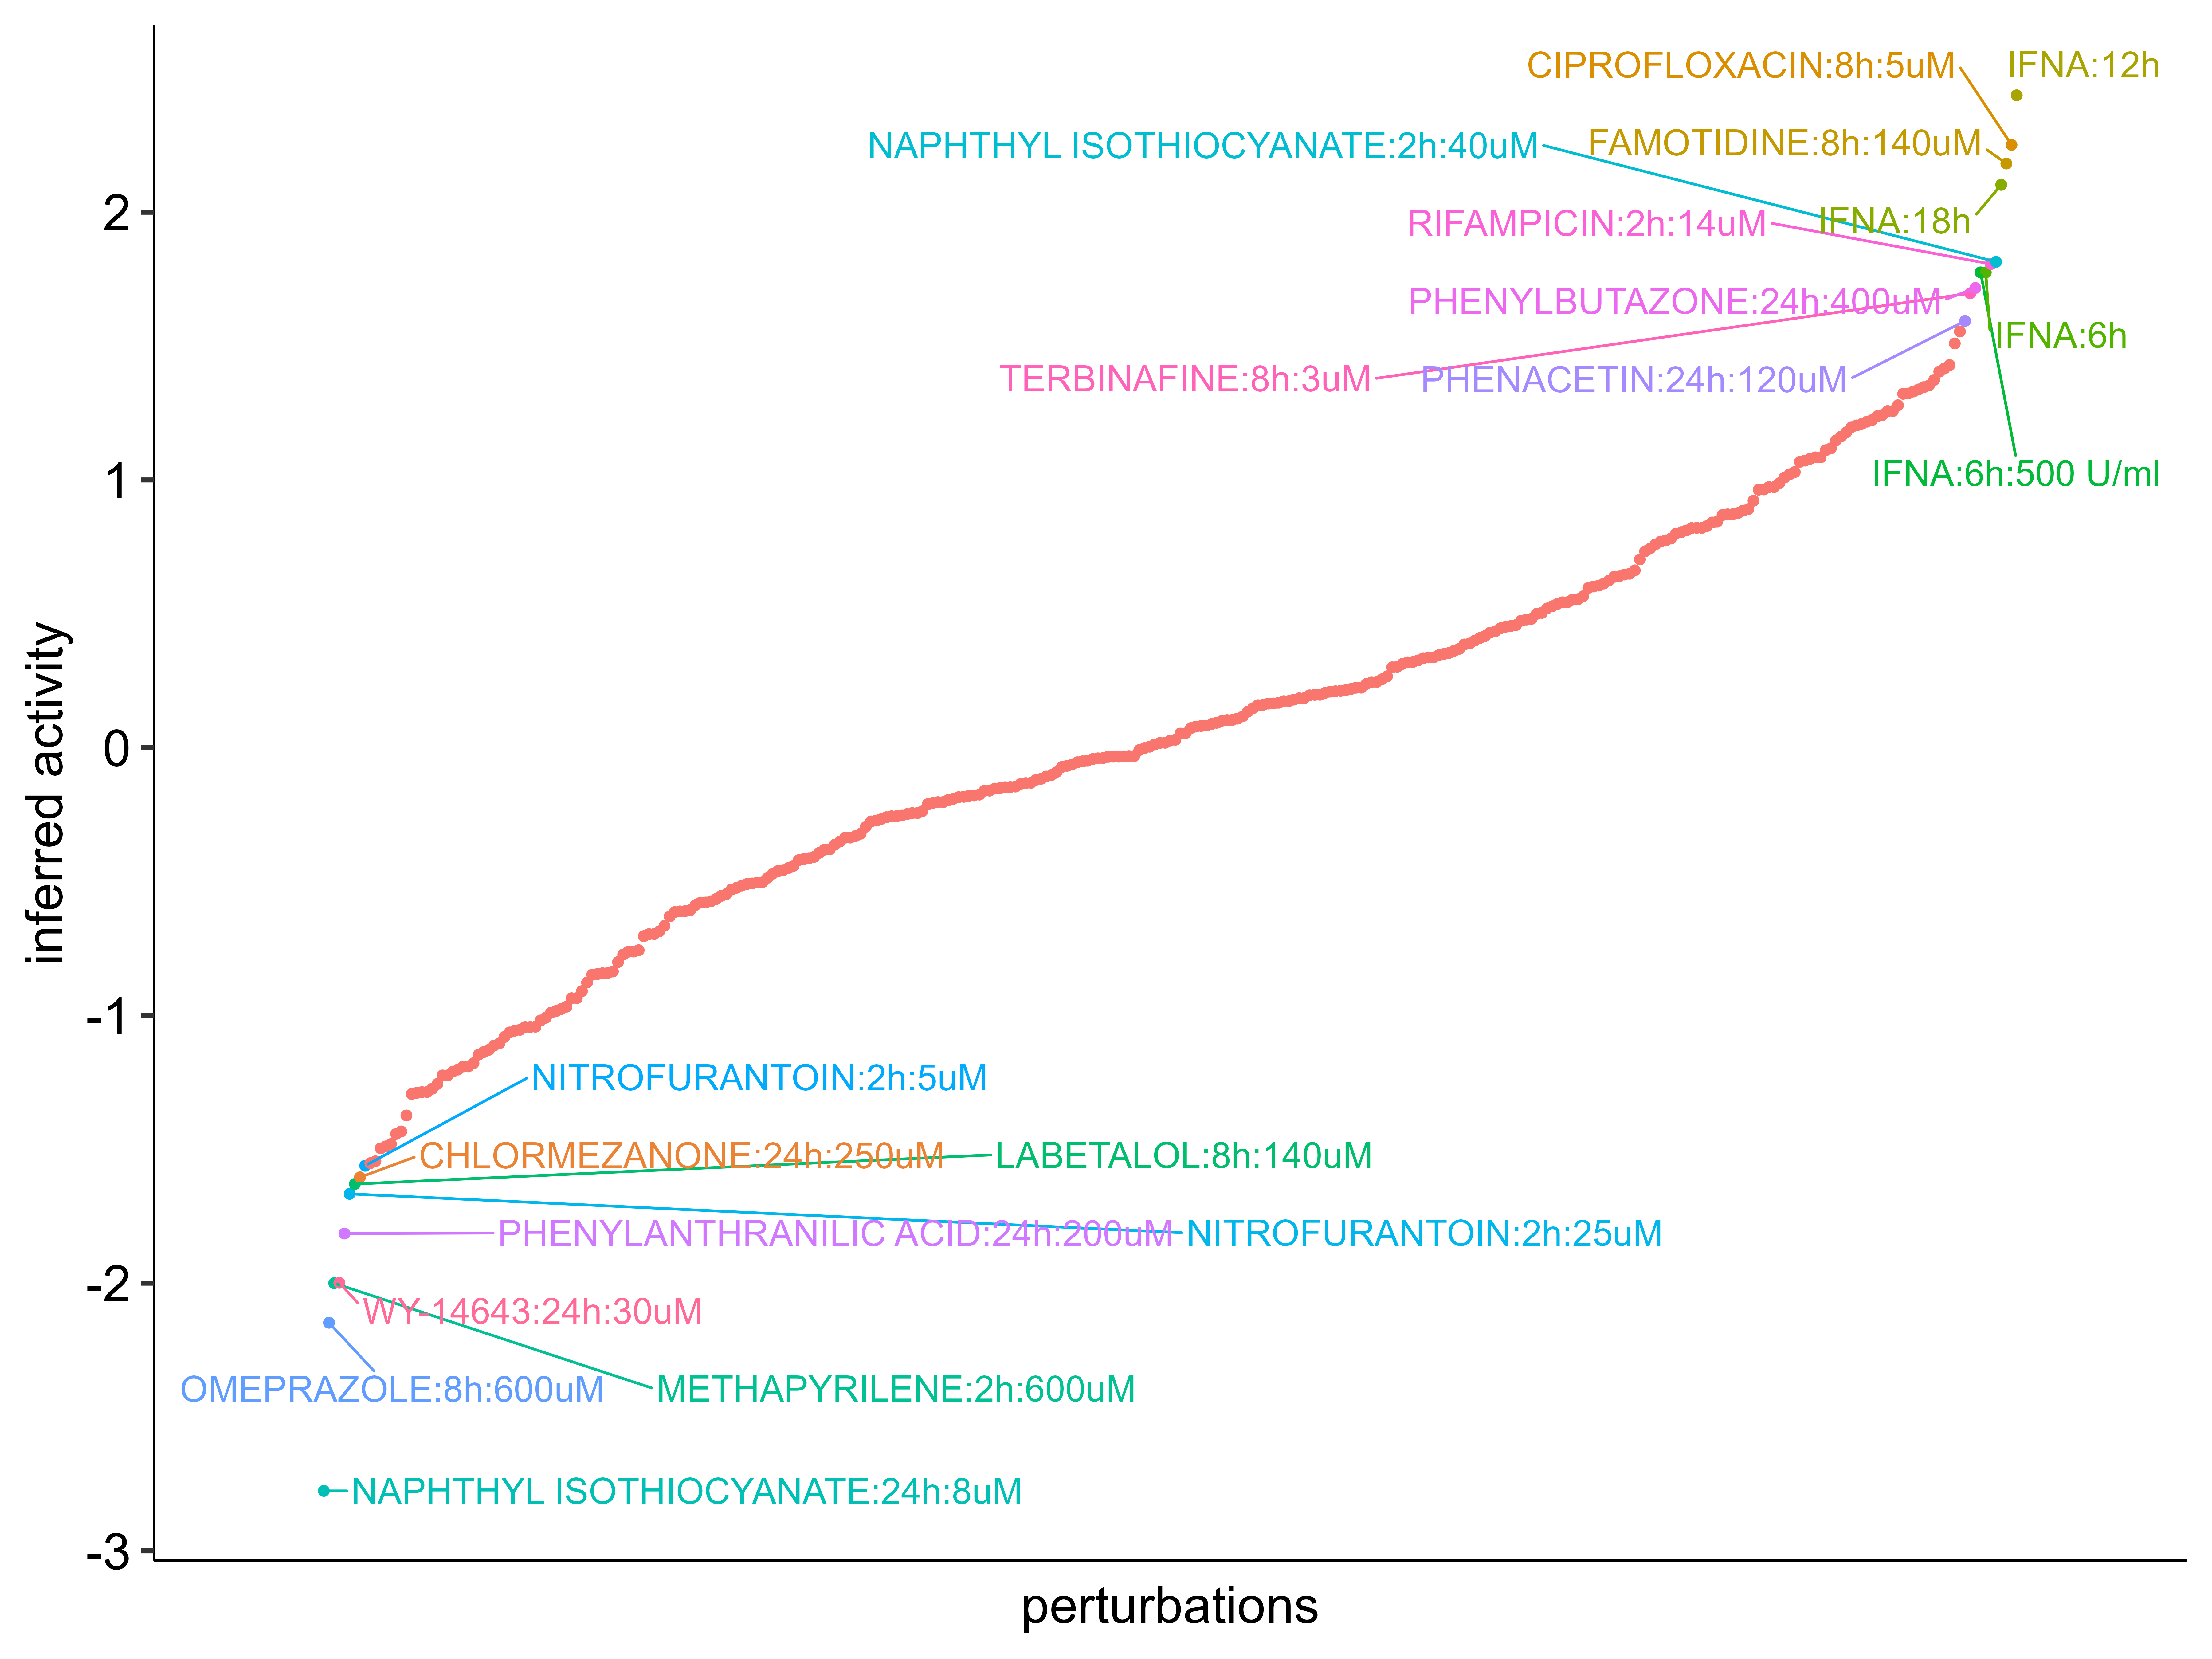 CIPROFLOXACIN:8h:5uM
IFNA:12h
NAPHTHYL ISOTHIOCYANATE:2h:40uM
FAMOTIDINE:8h:140uM
2
RIFAMPICIN:2h:14uM
IFNA:18h
PHENYLBUTAZONE:24h:400uM
IFNA:6h
TERBINAFINE:8h:3uM
PHENACETIN:24h:120uM
1
IFNA:6h:500 U/ml
0
inferred activity
-1
NITROFURANTOIN:2h:5uM
CHLORMEZANONE:24h:250uM
LABETALOL:8h:140uM
PHENYLANTHRANILIC ACID:24h:200uM
NITROFURANTOIN:2h:25uM
-2
WY-14643:24h:30uM
OMEPRAZOLE:8h:600uM
METHAPYRILENE:2h:600uM
NAPHTHYL ISOTHIOCYANATE:24h:8uM
-3
perturbations